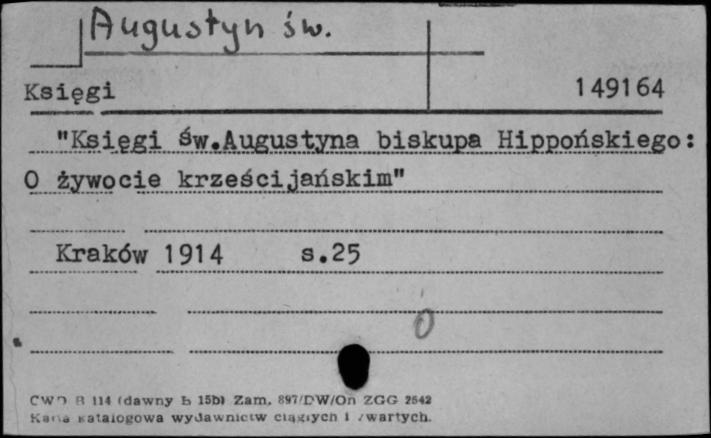 Augustyn św.
Księgi 149164
"Księgi św.Augustyna biskupa Hippońskiego:
O żywocie krześcijańskim"
Kraków 1914 s.25
0
CWD B 114 (dawny b 15b) Zam. 897/DW/On ZGG 2542
Karta katalogowa wydawnictw ciągłych i zwartych.